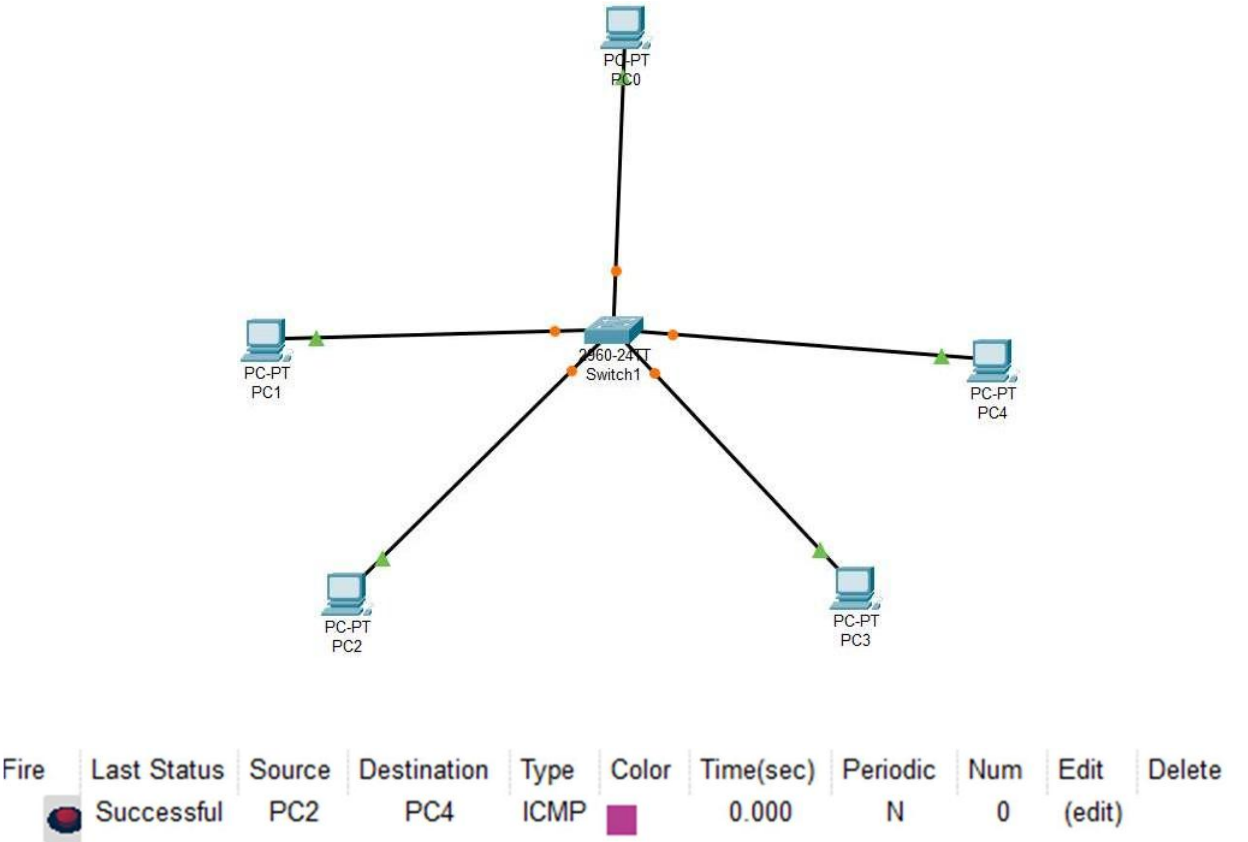 PC-PT
PC0
2960-24TT
Switch1
PC-PT
PC1
PC-PT
PC4
PC-PT
PC2
PC-PT
PC3
Fire Last Status Source Destination Type Color Time(sec) Periodic Num Edit Delete
Successful PC2 PC4 ICMP 0.000 N 0 (edit)